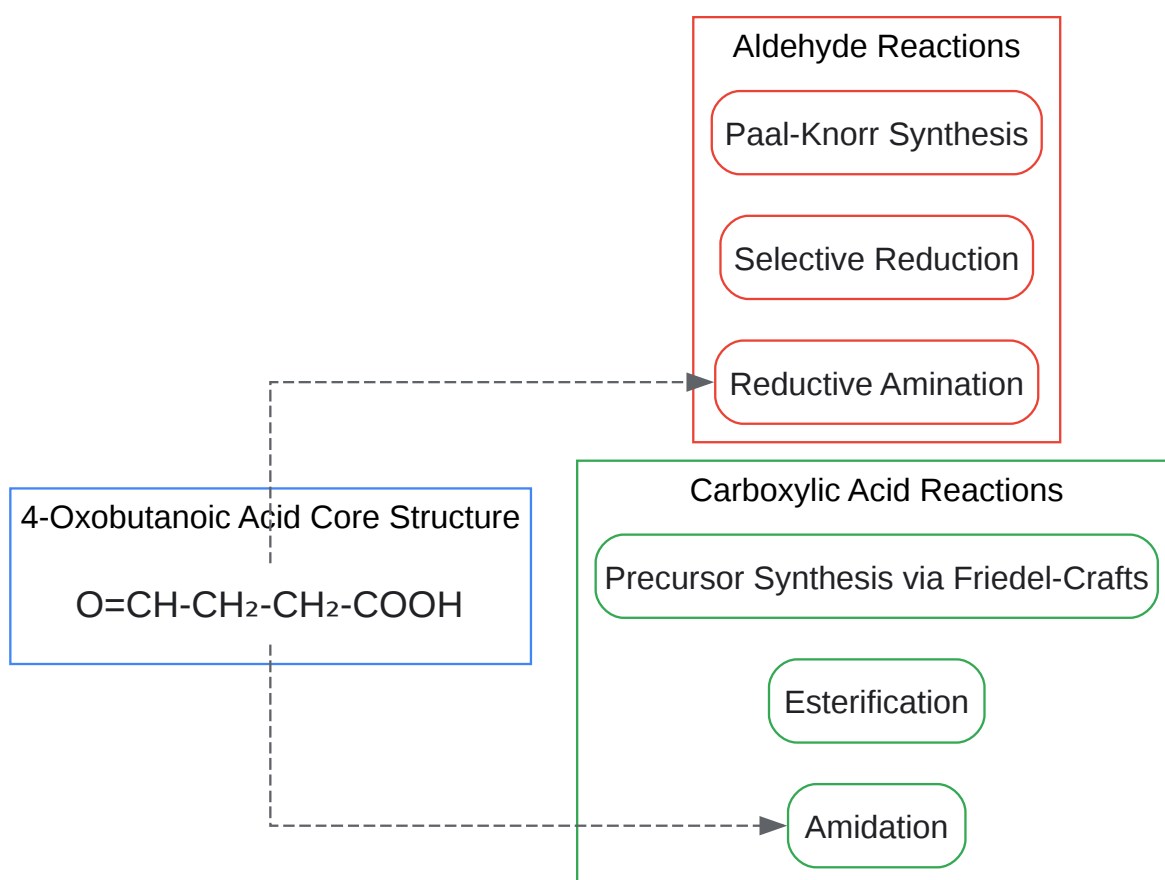 Aldehyde Reactions
Paal-Knorr Synthesis
Selective Reduction
Reductive Amination
4-Oxobutanoic Acid Core Structure
O=CH-CH₂-CH₂-COOH
Carboxylic Acid Reactions
Precursor Synthesis via Friedel-Crafts
Esterification
Amidation